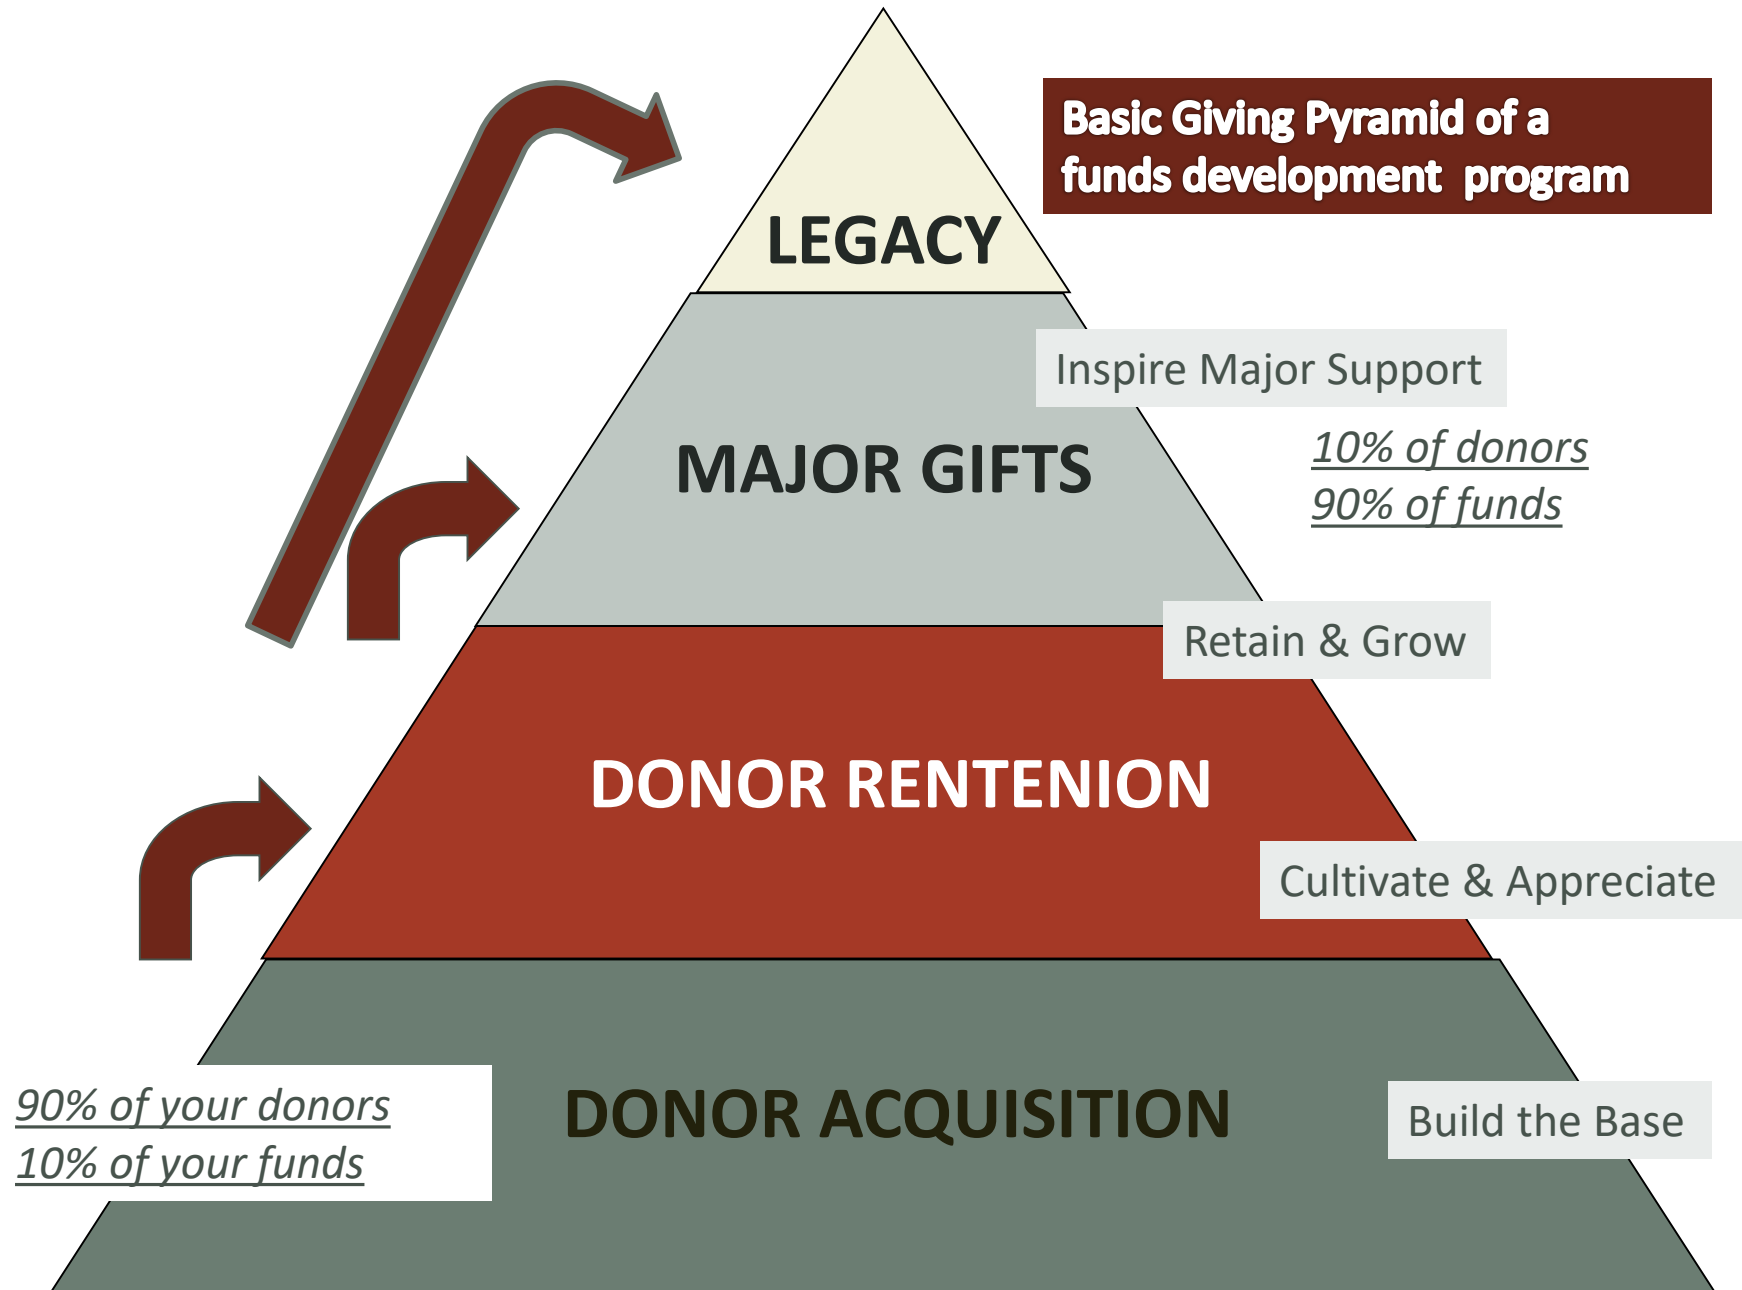 Basic Giving Pyramid of a
funds development program
LEGACY
Inspire Major Support
MAJOR GIFTS
10% of donors
90% of funds
Retain & Grow
DONOR RENTENION
Cultivate & Appreciate
90% of your donors
10% of your funds
DONOR ACQUISITION
Build the Base